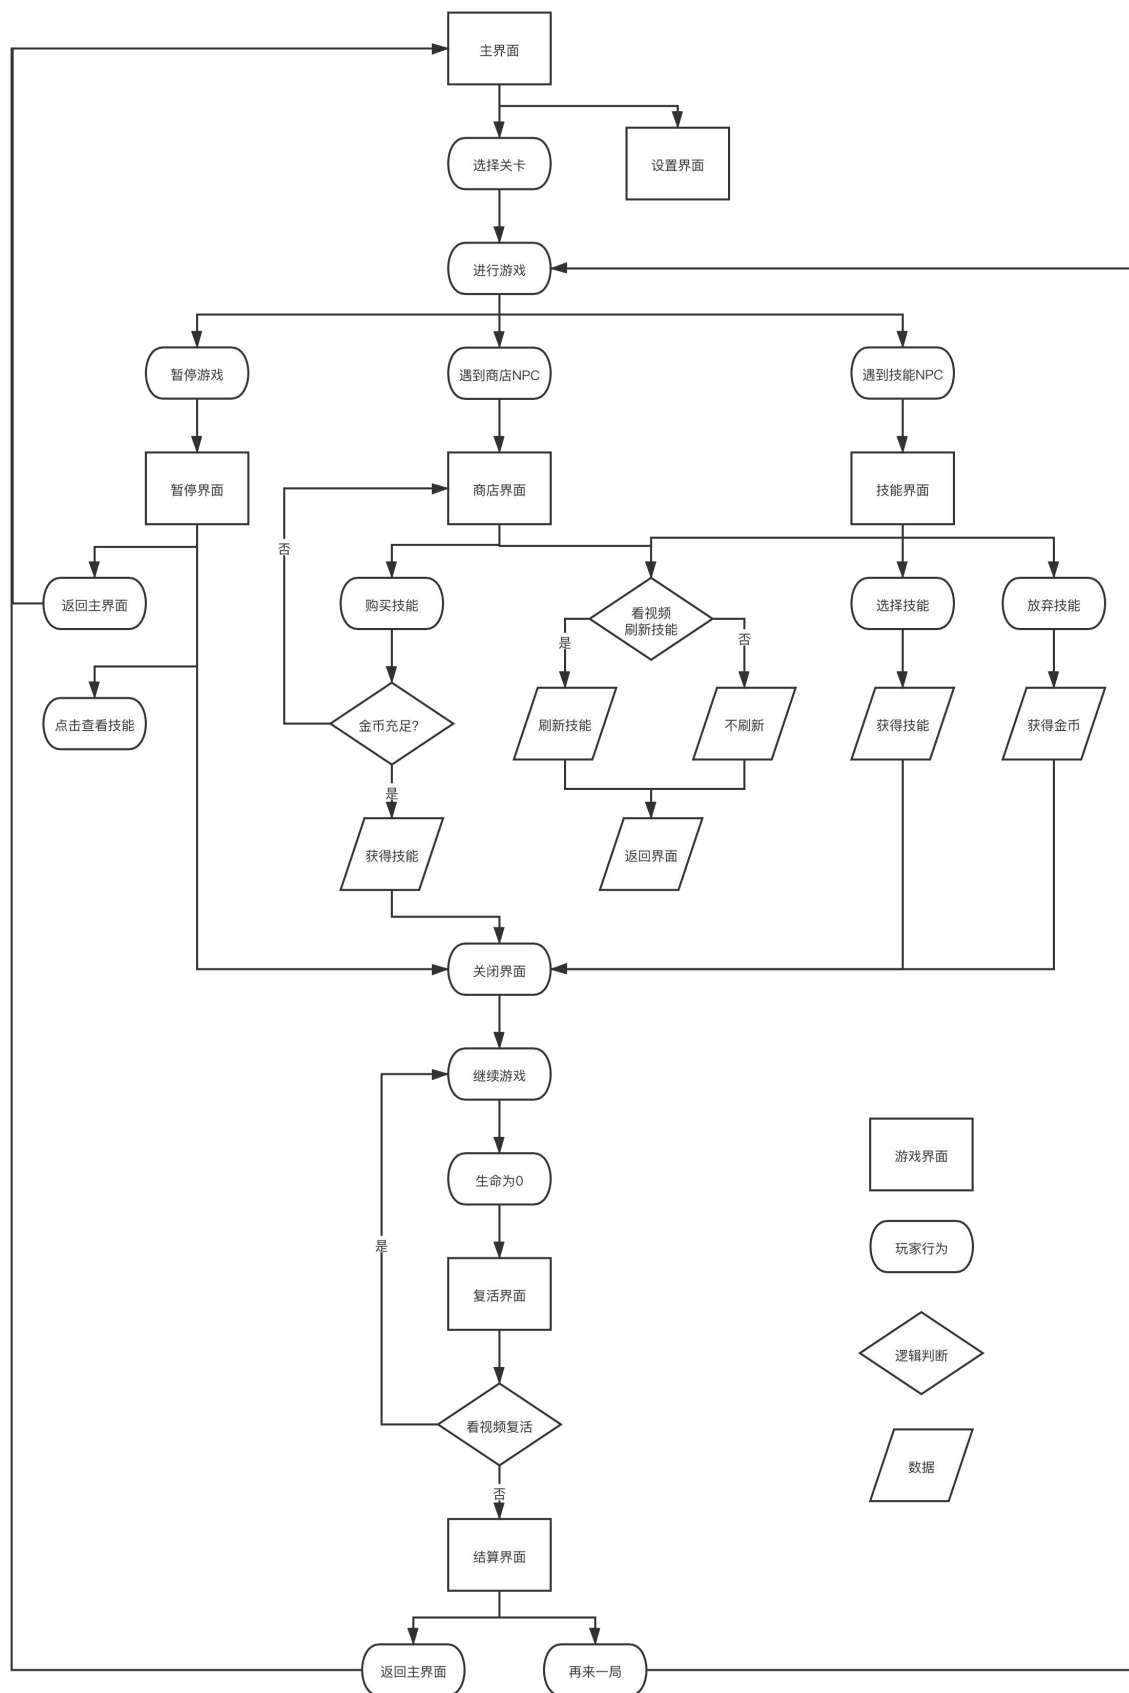 主界面
选择关卡
设置界面
进行游戏
暂停游戏
遇到商店NPC
遇到技能NPC
暂停界面
商店界面
技能界面
否
返回主界面
购买技能
看视频
刷新技能
选择技能
放弃技能
是
否
点击查看技能
金币充足?
刷新技能
不刷新
获得技能
获得金币
是
获得技能
返回界面
关闭界面
继续游戏
生命为0
游戏界面
是
玩家行为
复活界面
逻辑判断
看视频复活
数据
否
结算界面
返回主界面
再来一局